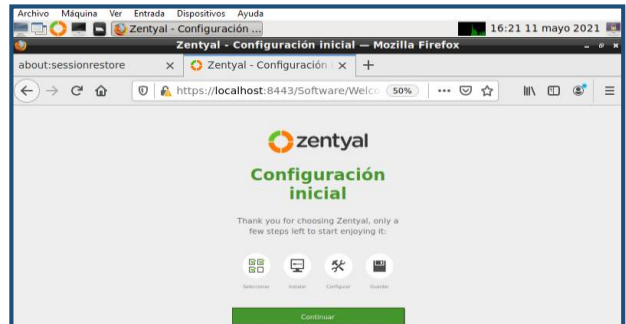 Archivo Máquina Ver Entrada Dispositivos Ayuda
Zentyal - Configuración ... 16:21 11 mayo 2021
Zentyal - Configuración inicial — Mozilla Firefox
about:sessionrestore Zentyal - Configuración
https://localhost:8443/Software/Welco 50%
zentyal
Configuración
inicial
Thank you for choosing Zentyal, only a
few steps left to start enjoying it:
Seleccionar Instalar Configurar Guardar
Continuar